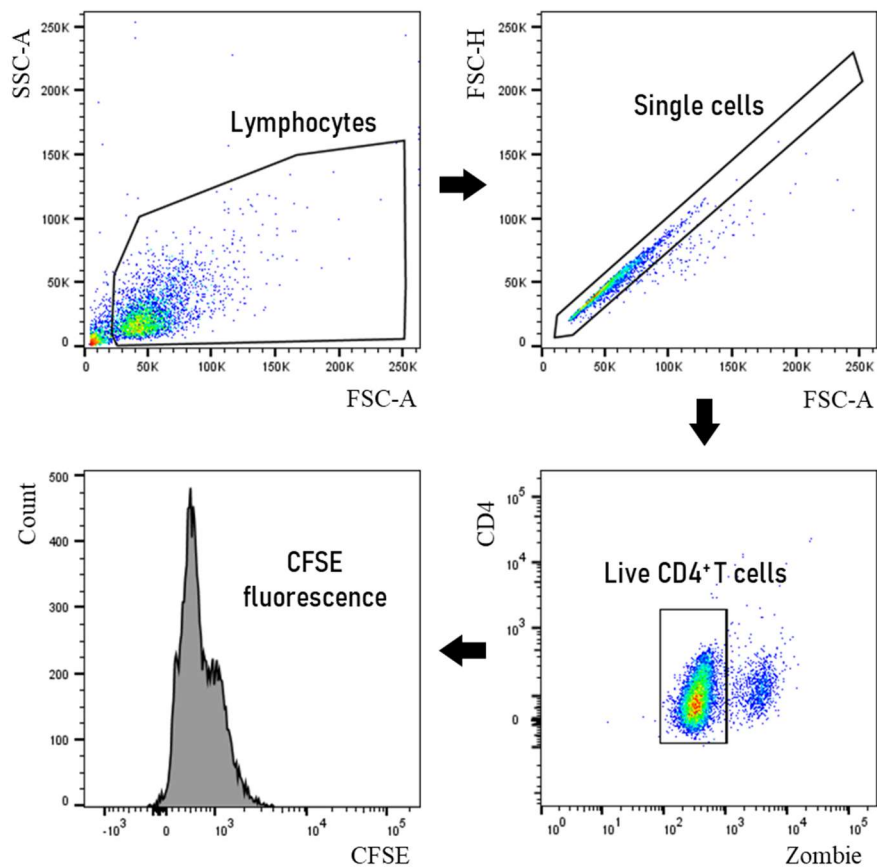 SSC-A
250K
200K
150K
100K
50K
0
Lymphocytes
0 50K 100K 150K 200K 250K
FSC-A
FSC-H
250K
200K
150K
100K
50K
0
Single cells
0 50K 100K 150K 200K 250K
FSC-A
Count
500
400
300
200
100
0
CFSE
fluorescence
-10³ 0 10³ 10⁴ 10⁵
CFSE
CD4
10⁵
10⁴
10³
0
Live CD4⁺T cells
10⁰ 10¹ 10² 10³ 10⁴ 10⁵
Zombie